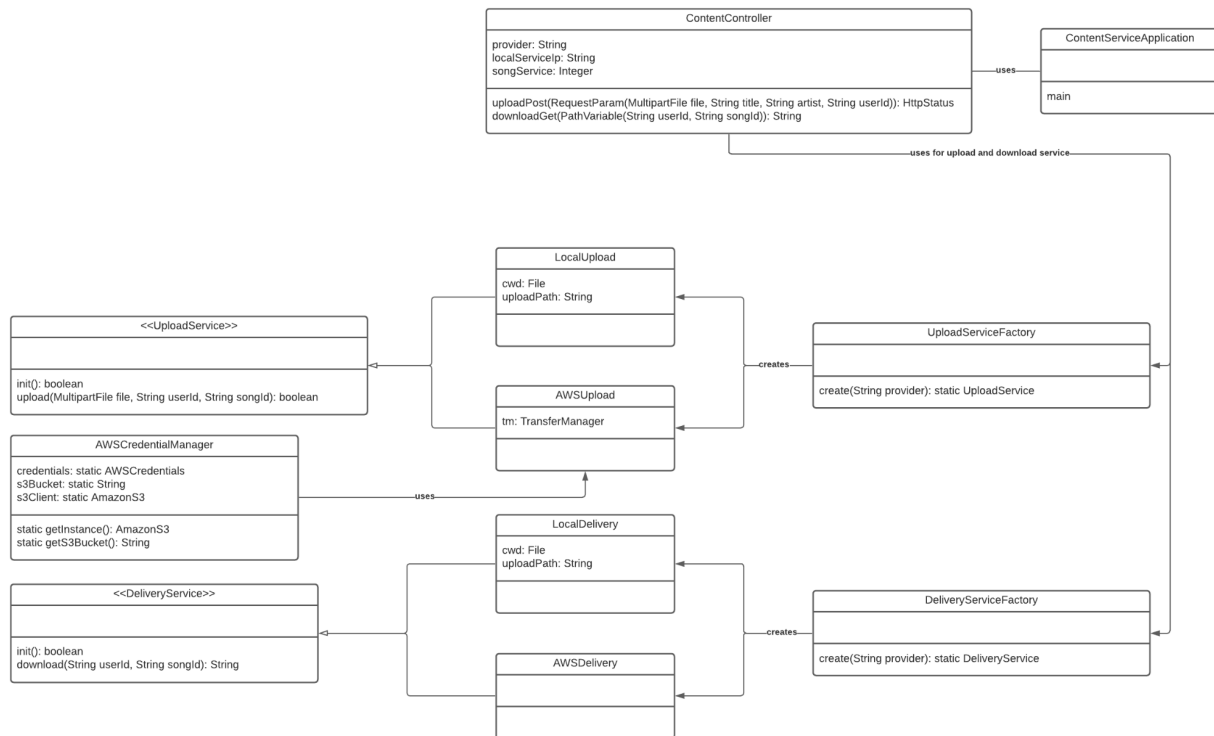 ContentController
provider: String
localServiceIp: String
songService: Integer
uploadPost(RequestParam(MultipartFile file, String title, String artist, String userId)): HttpStatus
downloadGet(PathVariable(String userId, String songId)): String
uses
ContentServiceApplication
main
uses for upload and download service
LocalUpload
cwd: File
uploadPath: String
<<UploadService>>
init(): boolean
upload(MultipartFile file, String userId, String songId): boolean
creates
UploadServiceFactory
create(String provider): static UploadService
AWSUpload
tm: TransferManager
AWSCredentialManager
credentials: static AWSCredentials
s3Bucket: static String
s3Client: static AmazonS3
static getInstance(): AmazonS3
static getS3Bucket(): String
uses
LocalDelivery
cwd: File
uploadPath: String
<<DeliveryService>>
init(): boolean
download(String userId, String songId): String
creates
DeliveryServiceFactory
create(String provider): static DeliveryService
AWSDelivery